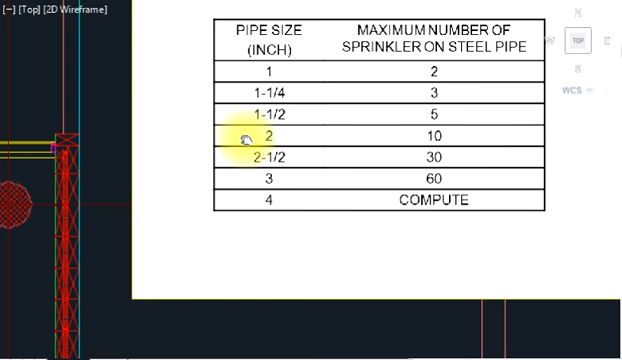 [−] [Top] [2D Wireframe]
PIPE SIZE
(INCH)
MAXIMUM NUMBER OF
SPRINKLER ON STEEL PIPE
1 2
1-1/4 3
1-1/2 5
2 10
2-1/2 30
3 60
4 COMPUTE
N
W TOP E
S
WCS